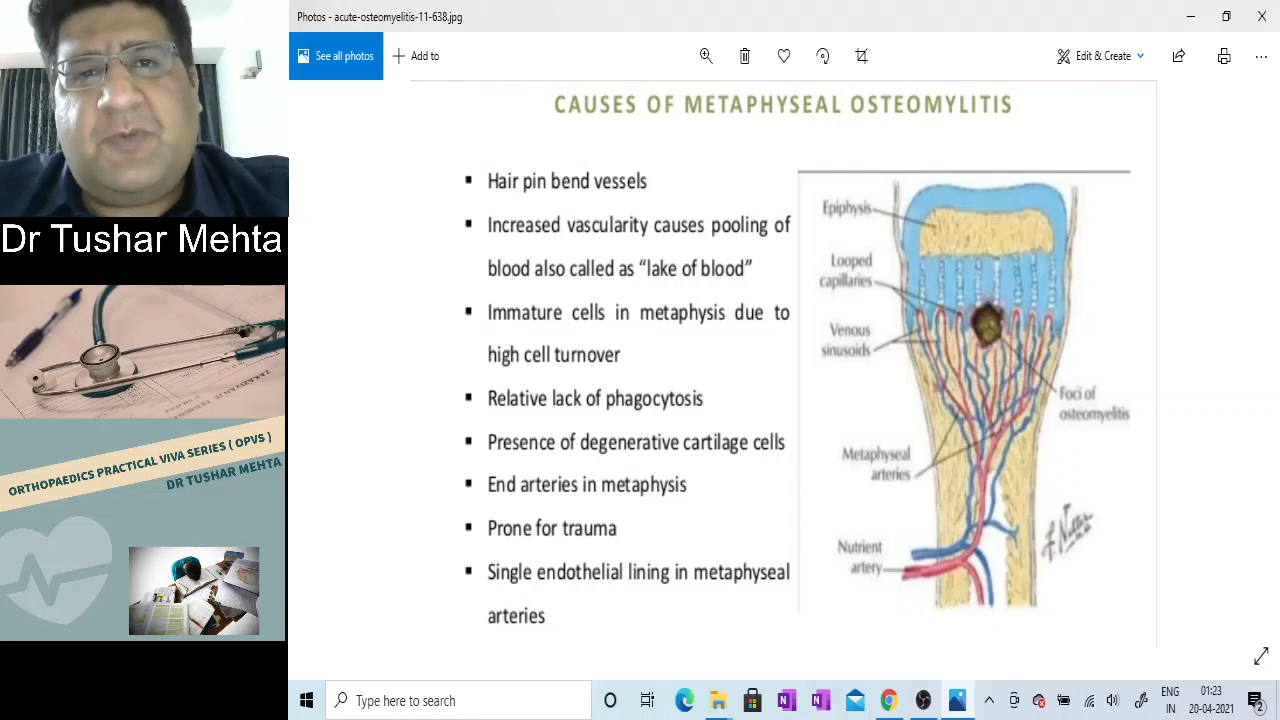 Photos - acute-osteomyelitis-11-638.jpg
See all photos
Add to
Edit & Create
CAUSES OF METAPHYSEAL OSTEOMYLITIS
Hair pin bend vessels
Increased vascularity causes pooling of
blood also called as “lake of blood”
Immature cells in metaphysis due to
high cell turnover
Relative lack of phagocytosis
Presence of degenerative cartilage cells
End arteries in metaphysis
Prone for trauma
Single endothelial lining in metaphyseal
arteries
Epiphysis
Looped
capillaries
Venous
sinusoids
Foci of
osteomyelitis
Metaphyseal
arteries
Nutrient
artery
F. Netter
Dr Tushar Mehta
ORTHOPAEDICS PRACTICAL VIVA SERIES ( OPVS )
DR TUSHAR MEHTA
Type here to search
ENG
IN
01:23
20-04-2021
2